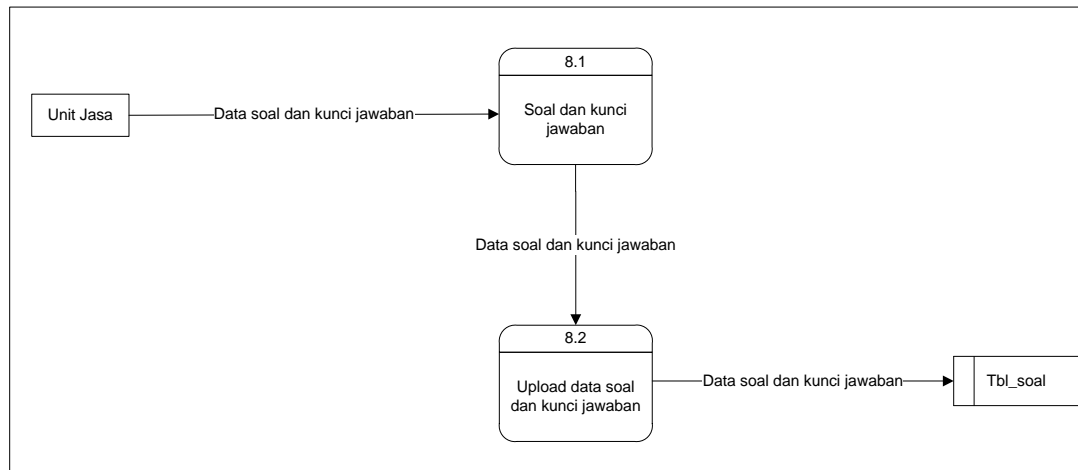 8.1
Unit Jasa
Data soal dan kunci jawaban
Soal dan kunci
jawaban
Data soal dan kunci jawaban
8.2
Upload data soal
dan kunci jawaban
Data soal dan kunci jawaban
Tbl_soal